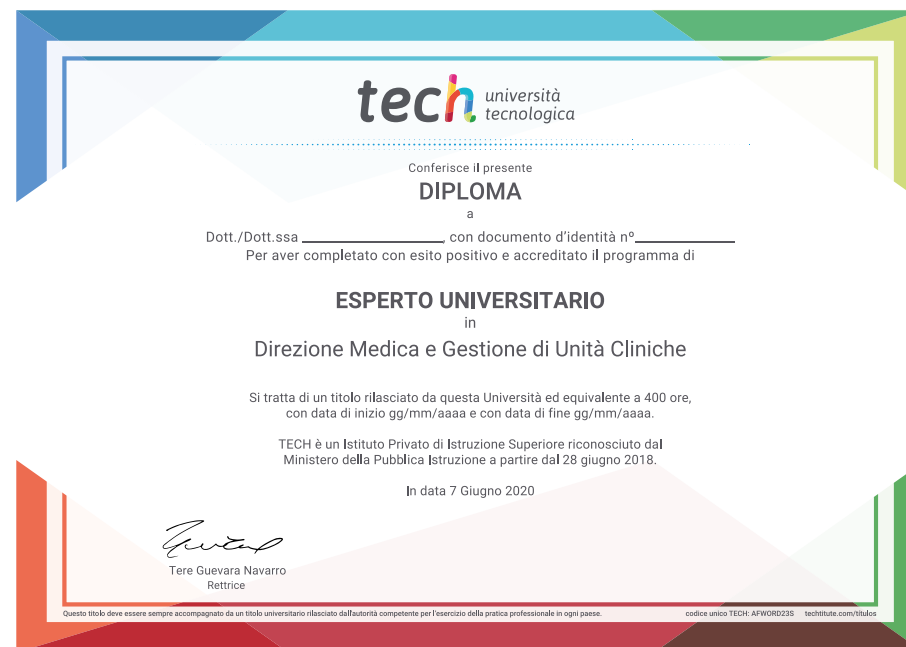 tech università
tecnologica
Conferisce il presente
DIPLOMA
a
Dott./Dott.ssa ____________________, con documento d'identità nº______________
Per aver completato con esito positivo e accreditato il programma di
ESPERTO UNIVERSITARIO
in
Direzione Medica e Gestione di Unità Cliniche
Si tratta di un titolo rilasciato da questa Università ed equivalente a 400 ore,
con data di inizio gg/mm/aaaa e con data di fine gg/mm/aaaa.
TECH è un Istituto Privato di Istruzione Superiore riconosciuto dal
Ministero della Pubblica Istruzione a partire dal 28 giugno 2018.
In data 7 Giugno 2020
Tere Guevara Navarro
Rettrice
Questo titolo deve essere sempre accompagnato da un titolo universitario rilasciato dall'autorità competente per l'esercizio della pratica professionale in ogni paese. codice unico TECH: AFWORD23S techtitute.com/títulos